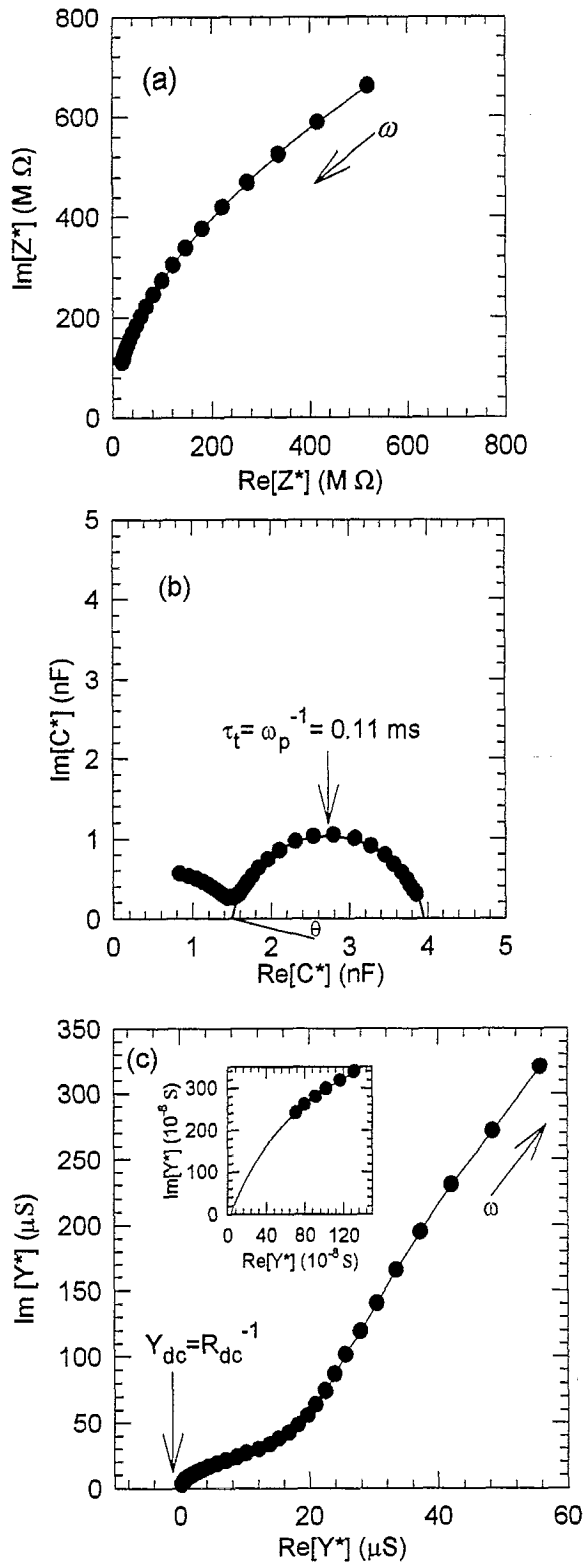 800
(a)
600
ω
400
200
0
Im[Z*] (M Ω)
0 200 400 600 800
Re[Z*] (M Ω)
5
(b)
4
3
τt= ωp-1 = 0.11 ms
2
1
0
Im[C*] (nF)
θ
0 1 2 3 4 5
Re[C*] (nF)
350
(c)
300
250
200
150
100
50
0
Im [Y*] (μS)
300
200
100
0
Im[Y*] (10-8 S)
0 40 80 120
Re[Y*] (10-8 S)
ω
Ydc=Rdc-1
0 20 40 60
Re[Y*] (μS)